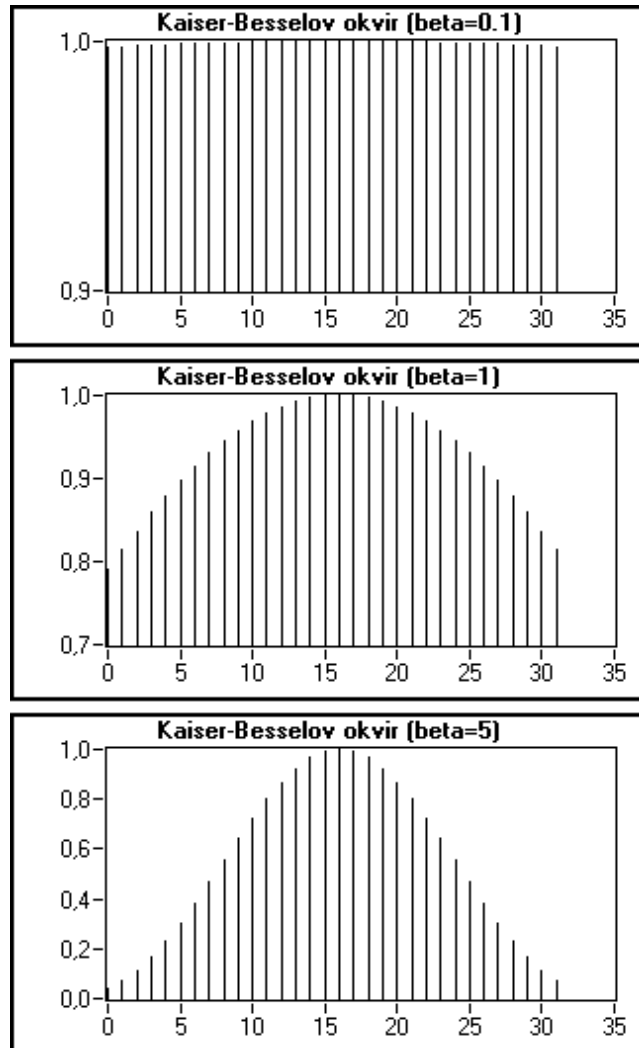 Kaiser-Besselov okvir (beta=0.1)
1,0
0,9
0 5 10 15 20 25 30 35
Kaiser-Besselov okvir (beta=1)
1,0
0,9
0,8
0,7
0 5 10 15 20 25 30 35
Kaiser-Besselov okvir (beta=5)
1,0
0,8
0,6
0,4
0,2
0,0
0 5 10 15 20 25 30 35